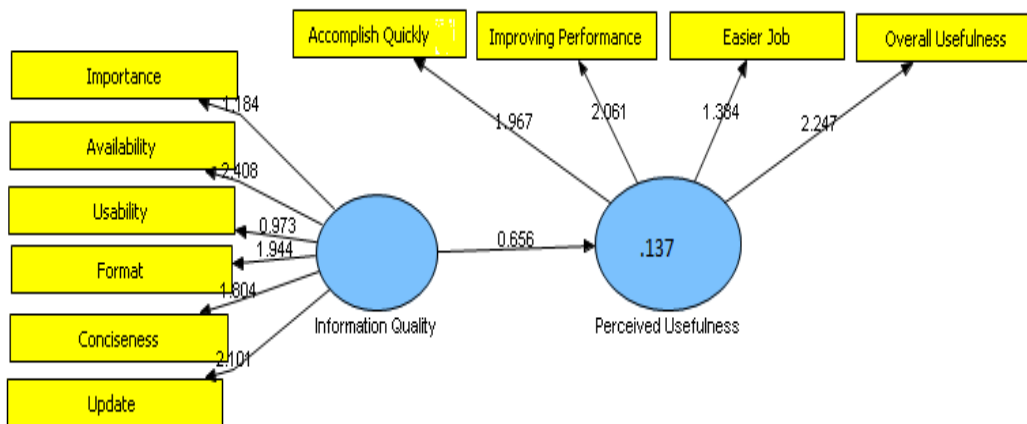 Accomplish Quickly
Improving Performance
Easier Job
Overall Usefulness
Importance
1.184
1.967
2.061
1.384
2.247
Availability
2.408
Usability
0.973
Format
1.944
0.656
.137
1.804
Conciseness
Information Quality
Perceived Usefulness
2.101
Update